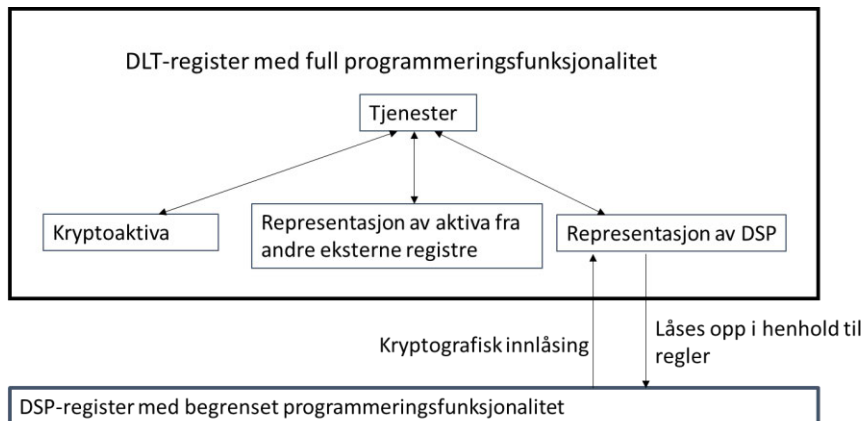 DLT-register med full programmeringsfunksjonalitet
Tjenester
Kryptoaktiva
Representasjon av aktiva fra
andre eksterne registre
Representasjon av DSP
Kryptografisk innlåsing
Låses opp i henhold til
regler
DSP-register med begrenset programmeringsfunksjonalitet